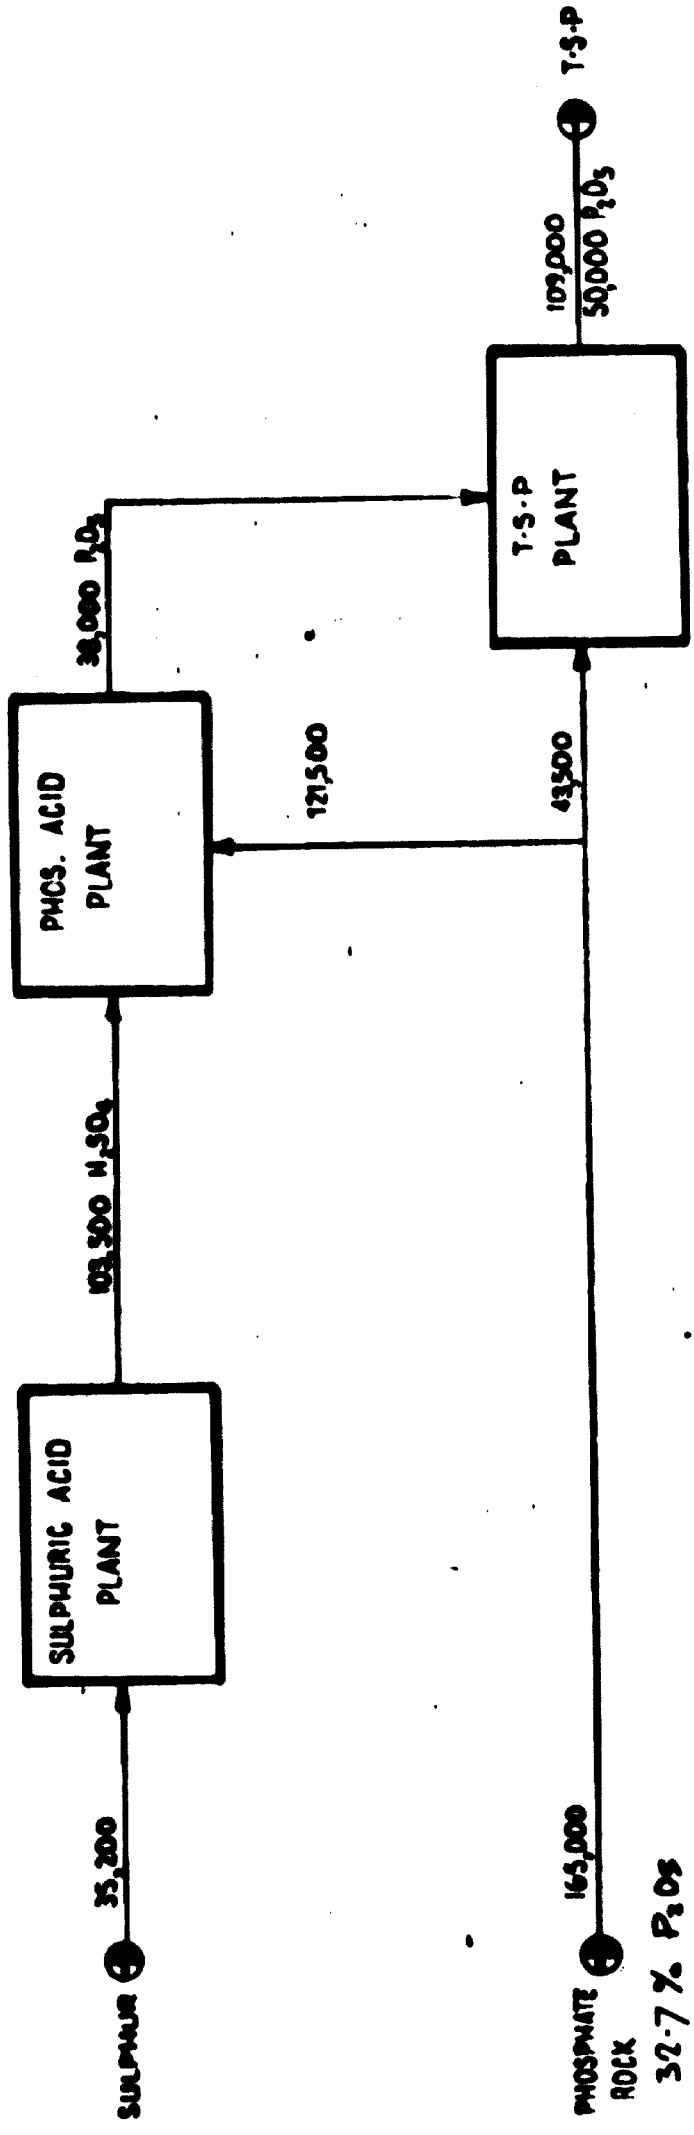 SULPHUR
35,200
SULPHURIC ACID
PLANT
103,500 H2SO4
PHOS. ACID
PLANT
38,000 P2O5
121,500
PHOSPHATE
ROCK
32.7 % P2O5
165,000
43,500
T.S.P
PLANT
109,000
50,000 P2O5
T.S.P